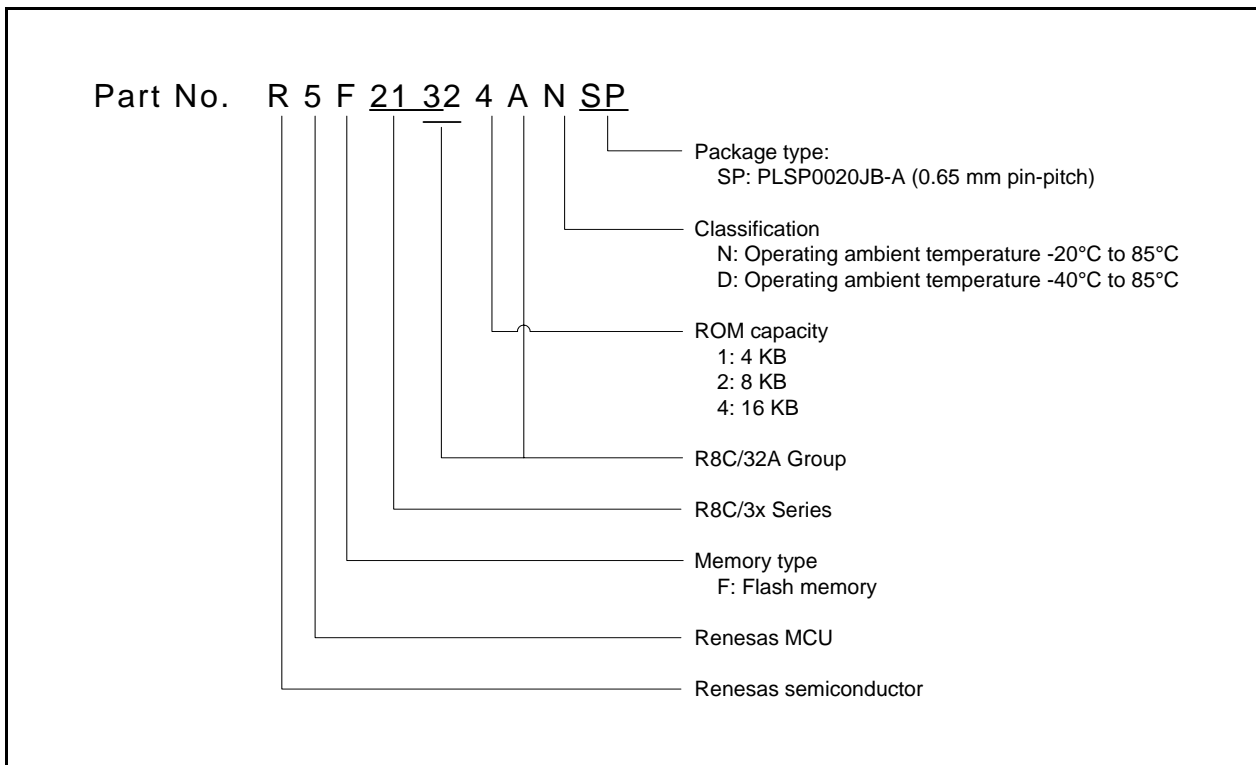 Part No. R 5 F 21 32 4 A N SP
Package type:
SP: PLSP0020JB-A (0.65 mm pin-pitch)
Classification
N: Operating ambient temperature -20°C to 85°C
D: Operating ambient temperature -40°C to 85°C
ROM capacity
1: 4 KB
2: 8 KB
4: 16 KB
R8C/32A Group
R8C/3x Series
Memory type
F: Flash memory
Renesas MCU
Renesas semiconductor